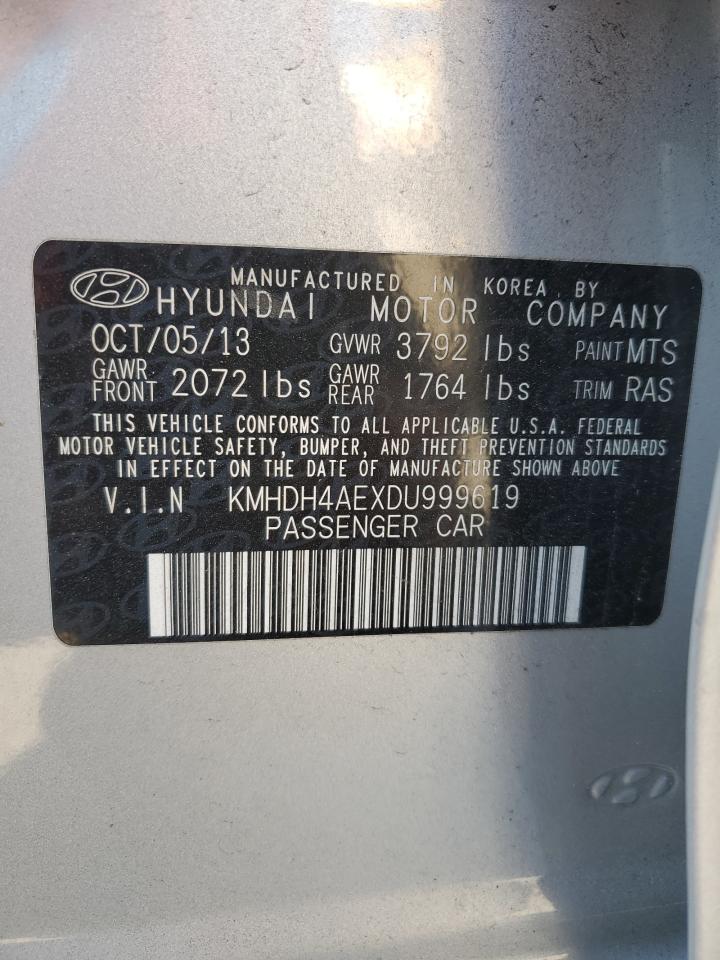 MANUFACTURED IN KOREA BY
HYUNDAI MOTOR COMPANY
OCT/05/13 GVWR 3792 lbs PAINT MTS
GAWR FRONT 2072 lbs GAWR REAR 1764 lbs TRIM RAS
THIS VEHICLE CONFORMS TO ALL APPLICABLE U.S.A. FEDERAL
MOTOR VEHICLE SAFETY, BUMPER, AND THEFT PREVENTION STANDARDS
IN EFFECT ON THE DATE OF MANUFACTURE SHOWN ABOVE
V.I.N KMHDH4AEXDU999619
PASSENGER CAR